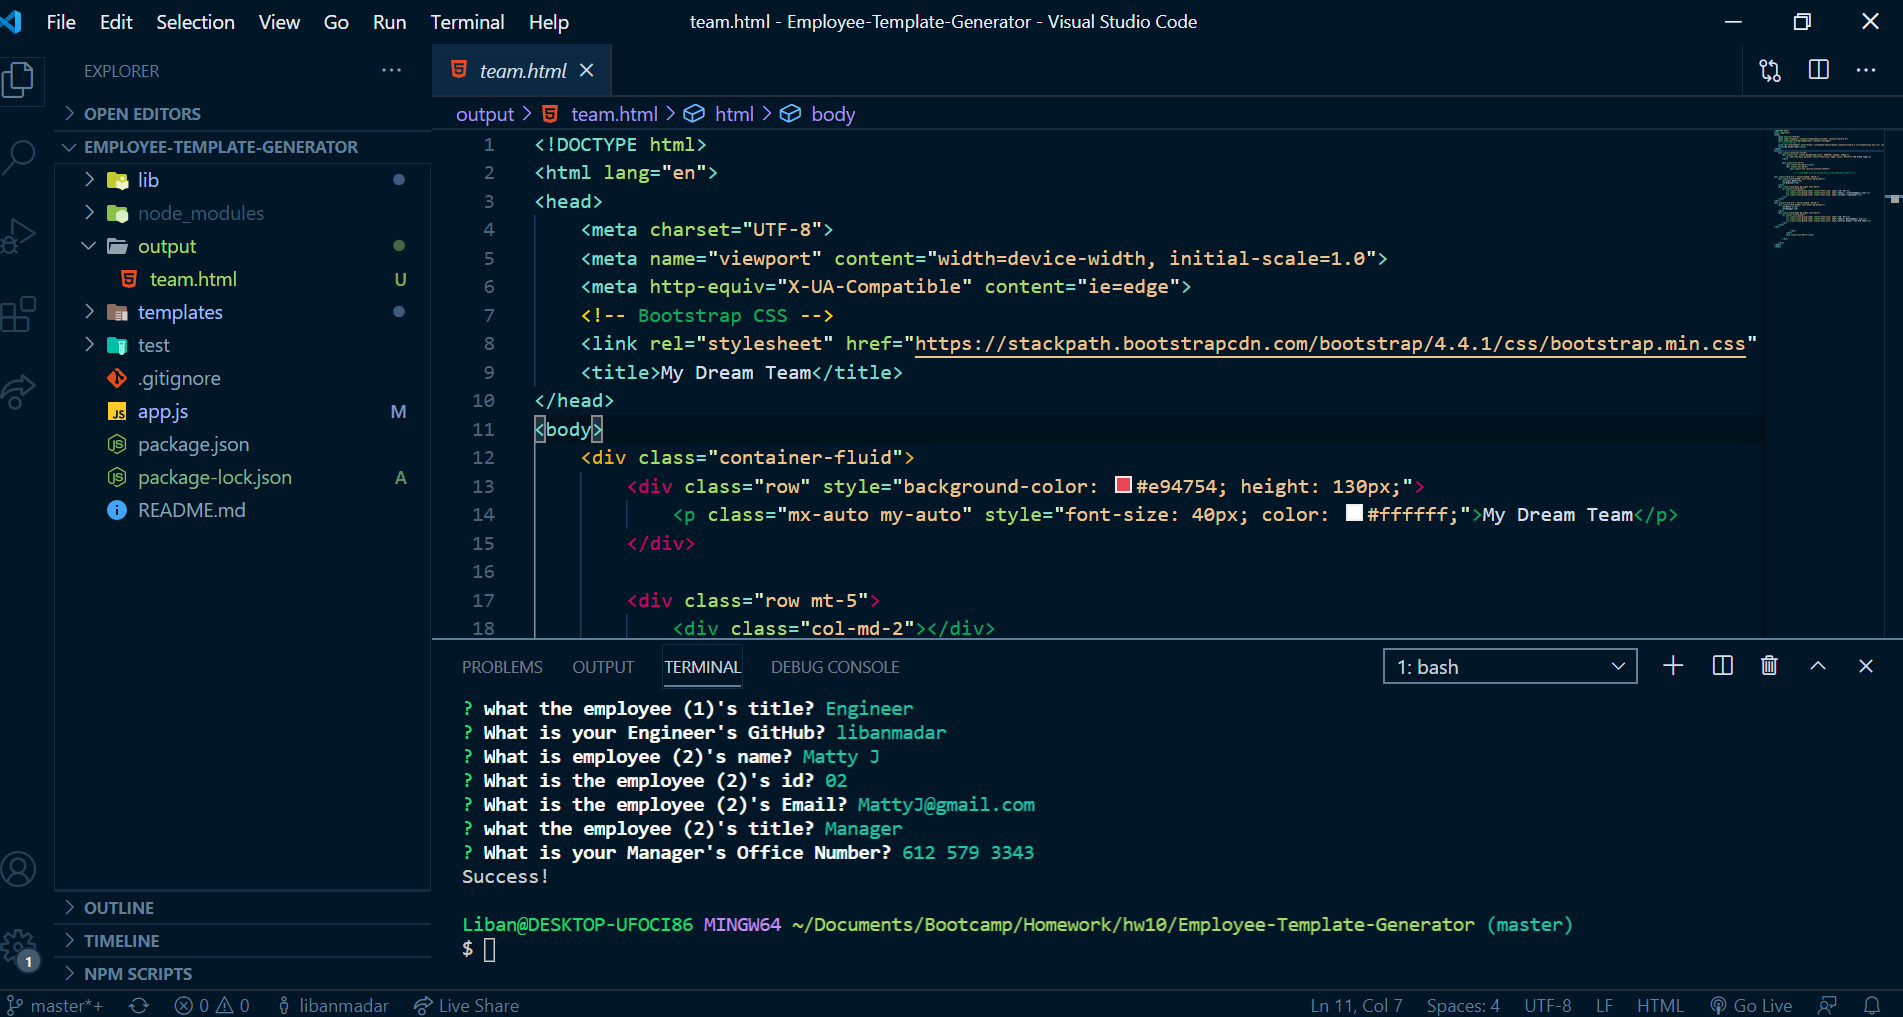 File Edit Selection View Go Run Terminal Help team.html - Employee-Template-Generator - Visual Studio Code
EXPLORER
OPEN EDITORS
EMPLOYEE-TEMPLATE-GENERATOR
lib
node_modules
output
team.html U
templates
test
.gitignore
app.js M
package.json
package-lock.json A
README.md
OUTLINE
TIMELINE
NPM SCRIPTS
team.html
output > team.html > html > body
1 <!DOCTYPE html>
2 <html lang="en">
3 <head>
4 <meta charset="UTF-8">
5 <meta name="viewport" content="width=device-width, initial-scale=1.0">
6 <meta http-equiv="X-UA-Compatible" content="ie=edge">
7 <!-- Bootstrap CSS -->
8 <link rel="stylesheet" href="https://stackpath.bootstrapcdn.com/bootstrap/4.4.1/css/bootstrap.min.css"
9 <title>My Dream Team</title>
10 </head>
11 <body>
12 <div class="container-fluid">
13 <div class="row" style="background-color: #e94754; height: 130px;">
14 <p class="mx-auto my-auto" style="font-size: 40px; color: #ffffff;">My Dream Team</p>
15 </div>
16
17 <div class="row mt-5">
18 <div class="col-md-2"></div>
PROBLEMS OUTPUT TERMINAL DEBUG CONSOLE 1: bash
? what the employee (1)'s title? Engineer
? What is your Engineer's GitHub? libanmadar
? What is employee (2)'s name? Matty J
? What is the employee (2)'s id? 02
? What is the employee (2)'s Email? MattyJ@gmail.com
? what the employee (2)'s title? Manager
? What is your Manager's Office Number? 612 579 3343
Success!
Liban@DESKTOP-UFOCI86 MINGW64 ~/Documents/Bootcamp/Homework/hw10/Employee-Template-Generator (master)
$
1
master*+ 0 0 libanmadar Live Share Ln 11, Col 7 Spaces: 4 UTF-8 LF HTML Go Live